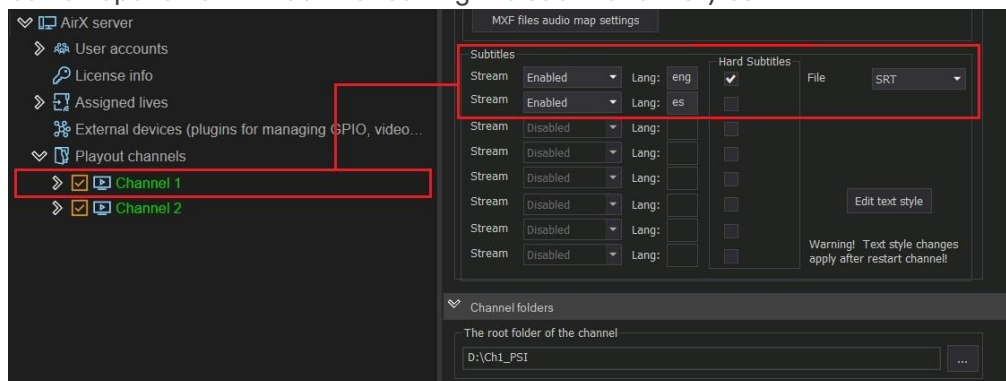 AirX server
User accounts
License info
Assigned lives
External devices (plugins for managing GPIO, video...
Playout channels
Channel 1
Channel 2
MXF files audio map settings
Subtitles
Hard Subtitles
Stream Enabled Lang: eng File SRT
Stream Enabled Lang: es
Stream Disabled Lang:
Stream Disabled Lang:
Stream Disabled Lang:
Stream Disabled Lang:
Stream Disabled Lang:
Stream Disabled Lang:
Edit text style
Warning! Text style changes
apply after restart channel!
Channel folders
The root folder of the channel
D:\Ch1_PSI
...